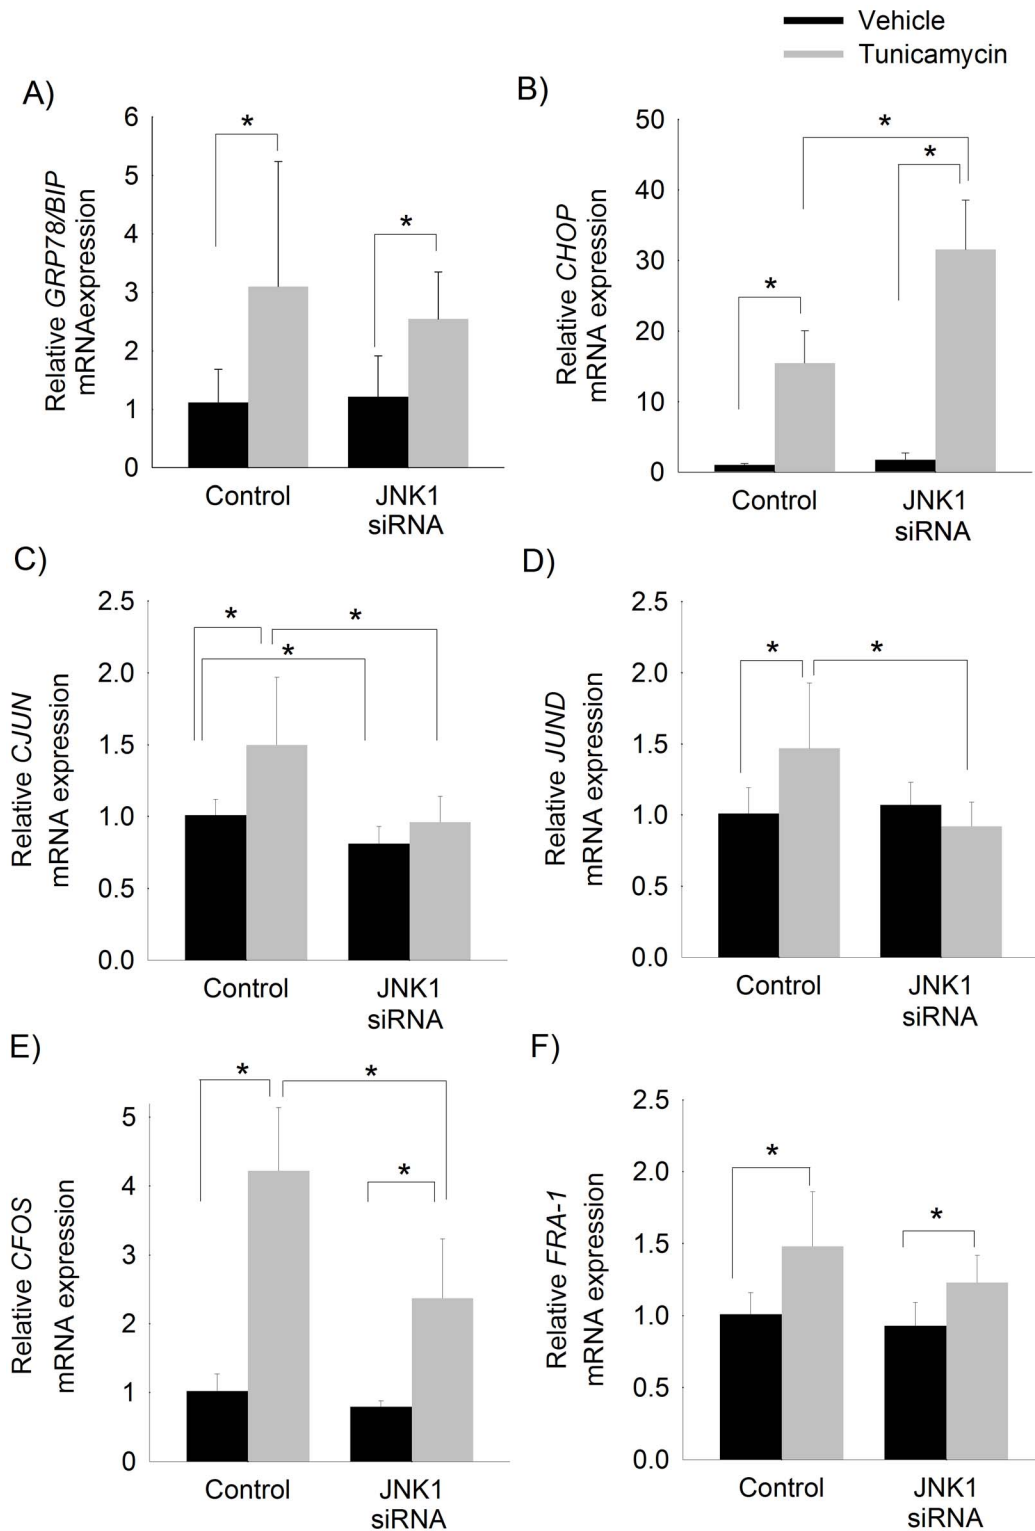 Vehicle
Tunicamycin
A)
Relative GRP78/BIP
mRNAexpression
6
5
4
3
2
1
0
*
*
Control
JNK1
siRNA
B)
Relative CHOP
mRNA expression
50
40
30
20
10
0
*
*
*
Control
JNK1
siRNA
C)
Relative CJUN
mRNA expression
2.5
2.0
1.5
1.0
0.5
0.0
*
*
*
Control
JNK1
siRNA
D)
Relative JUND
mRNA expression
2.5
2.0
1.5
1.0
0.5
0.0
*
*
Control
JNK1
siRNA
E)
Relative CFOS
mRNA expression
5
4
3
2
1
0
*
*
*
Control
JNK1
siRNA
F)
Relative FRA-1
mRNA expression
2.5
2.0
1.5
1.0
0.5
0.0
*
*
Control
JNK1
siRNA